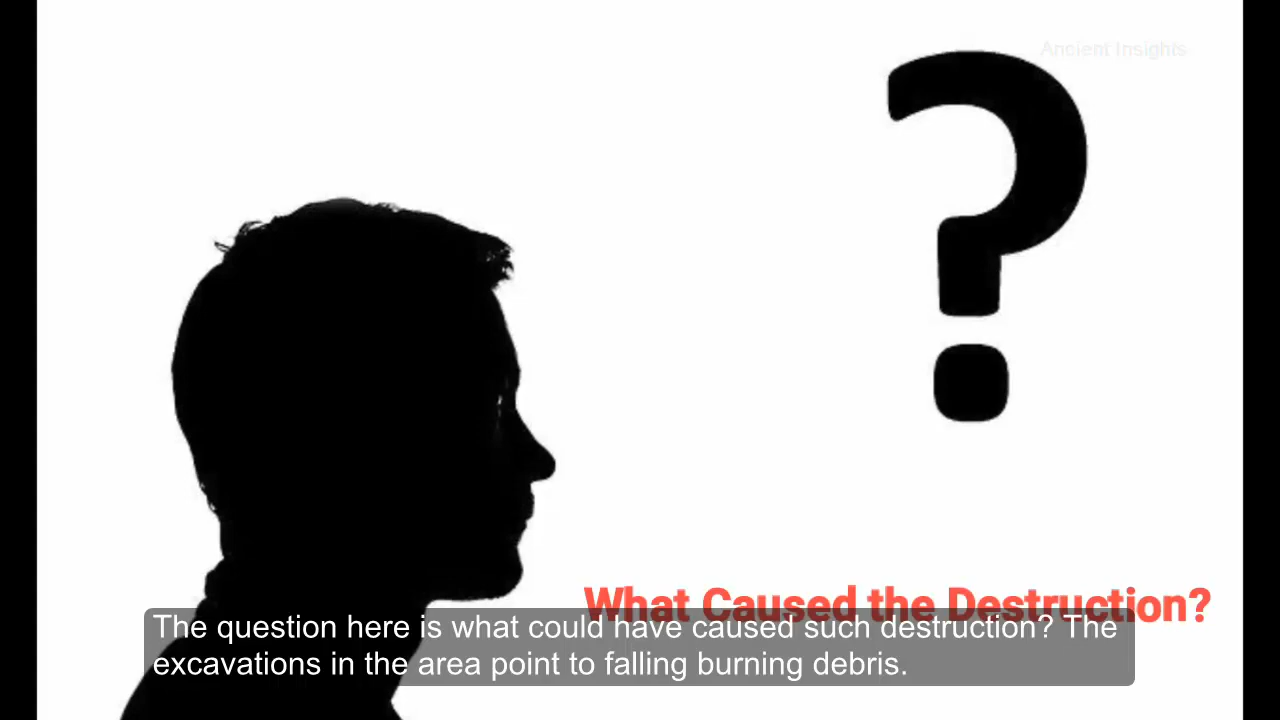 Ancient Insights
?
What Caused the Destruction?
The question here is what could have caused such destruction? The
excavations in the area point to falling burning debris.